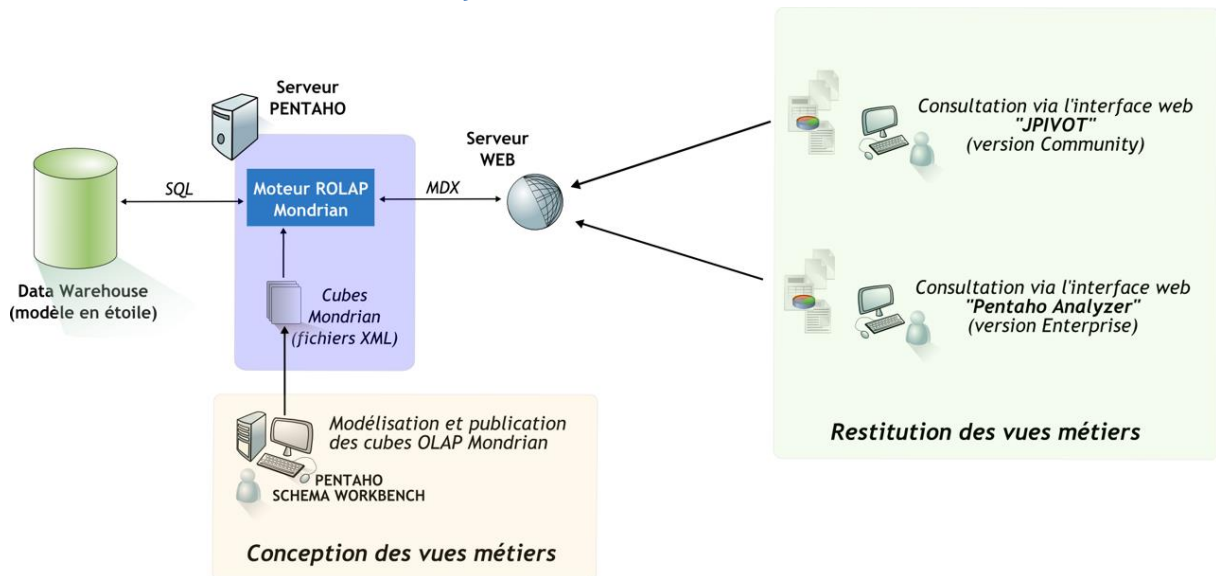 Serveur
PENTAHO
Data Warehouse
(modèle en étoile)
SQL
Moteur ROLAP
Mondrian
MDX
Serveur
WEB
Cubes
Mondrian
(fichiers XML)
Modélisation et publication
des cubes OLAP Mondrian
PENTAHO
SCHEMA WORKBENCH
Conception des vues métiers
Consultation via l'interface web
"JPIVOT"
(version Community)
Consultation via l'interface web
"Pentaho Analyzer"
(version Enterprise)
Restitution des vues métiers